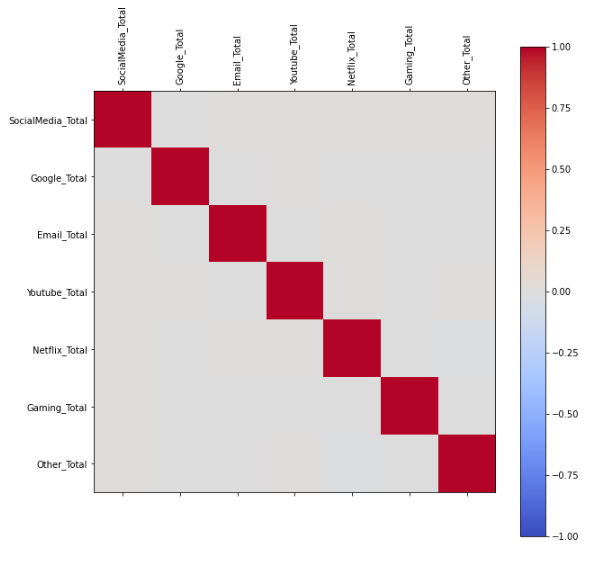 SocialMedia_Total
Google_Total
Email_Total
Youtube_Total
Netflix_Total
Gaming_Total
Other_Total
SocialMedia_Total
Google_Total
Email_Total
Youtube_Total
Netflix_Total
Gaming_Total
Other_Total
1.00
0.75
0.50
0.25
0.00
−0.25
−0.50
−0.75
−1.00